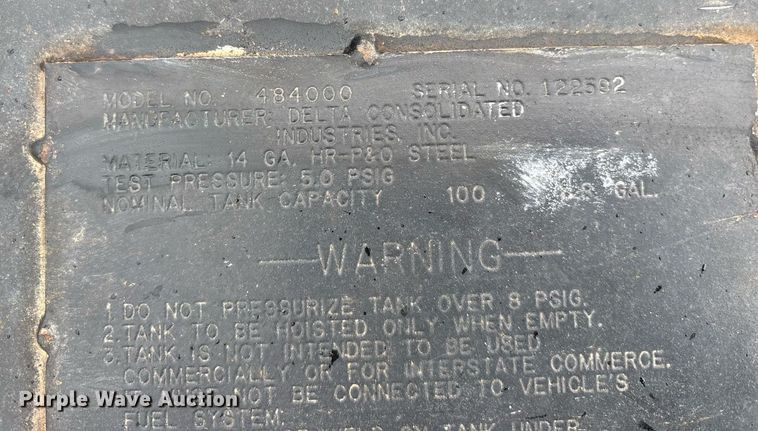 MODEL NO. 484000 SERIAL NO. 122592
MANUFACTURER: DELTA CONSOLIDATED
INDUSTRIES, INC.
MATERIAL: 14 GA. HR-P&O STEEL
TEST PRESSURE: 5.0 PSIG
NOMINAL TANK CAPACITY 100 GAL.
WARNING
1. DO NOT PRESSURIZE TANK OVER 8 PSIG.
2. TANK TO BE HOISTED ONLY WHEN EMPTY.
3. TANK IS NOT INTENDED TO BE USED
COMMERCIALLY OR FOR INTERSTATE COMMERCE.
NOT BE CONNECTED TO VEHICLE'S
FUEL SYSTEM.
ON TANK UNDER
Purple Wave Auction